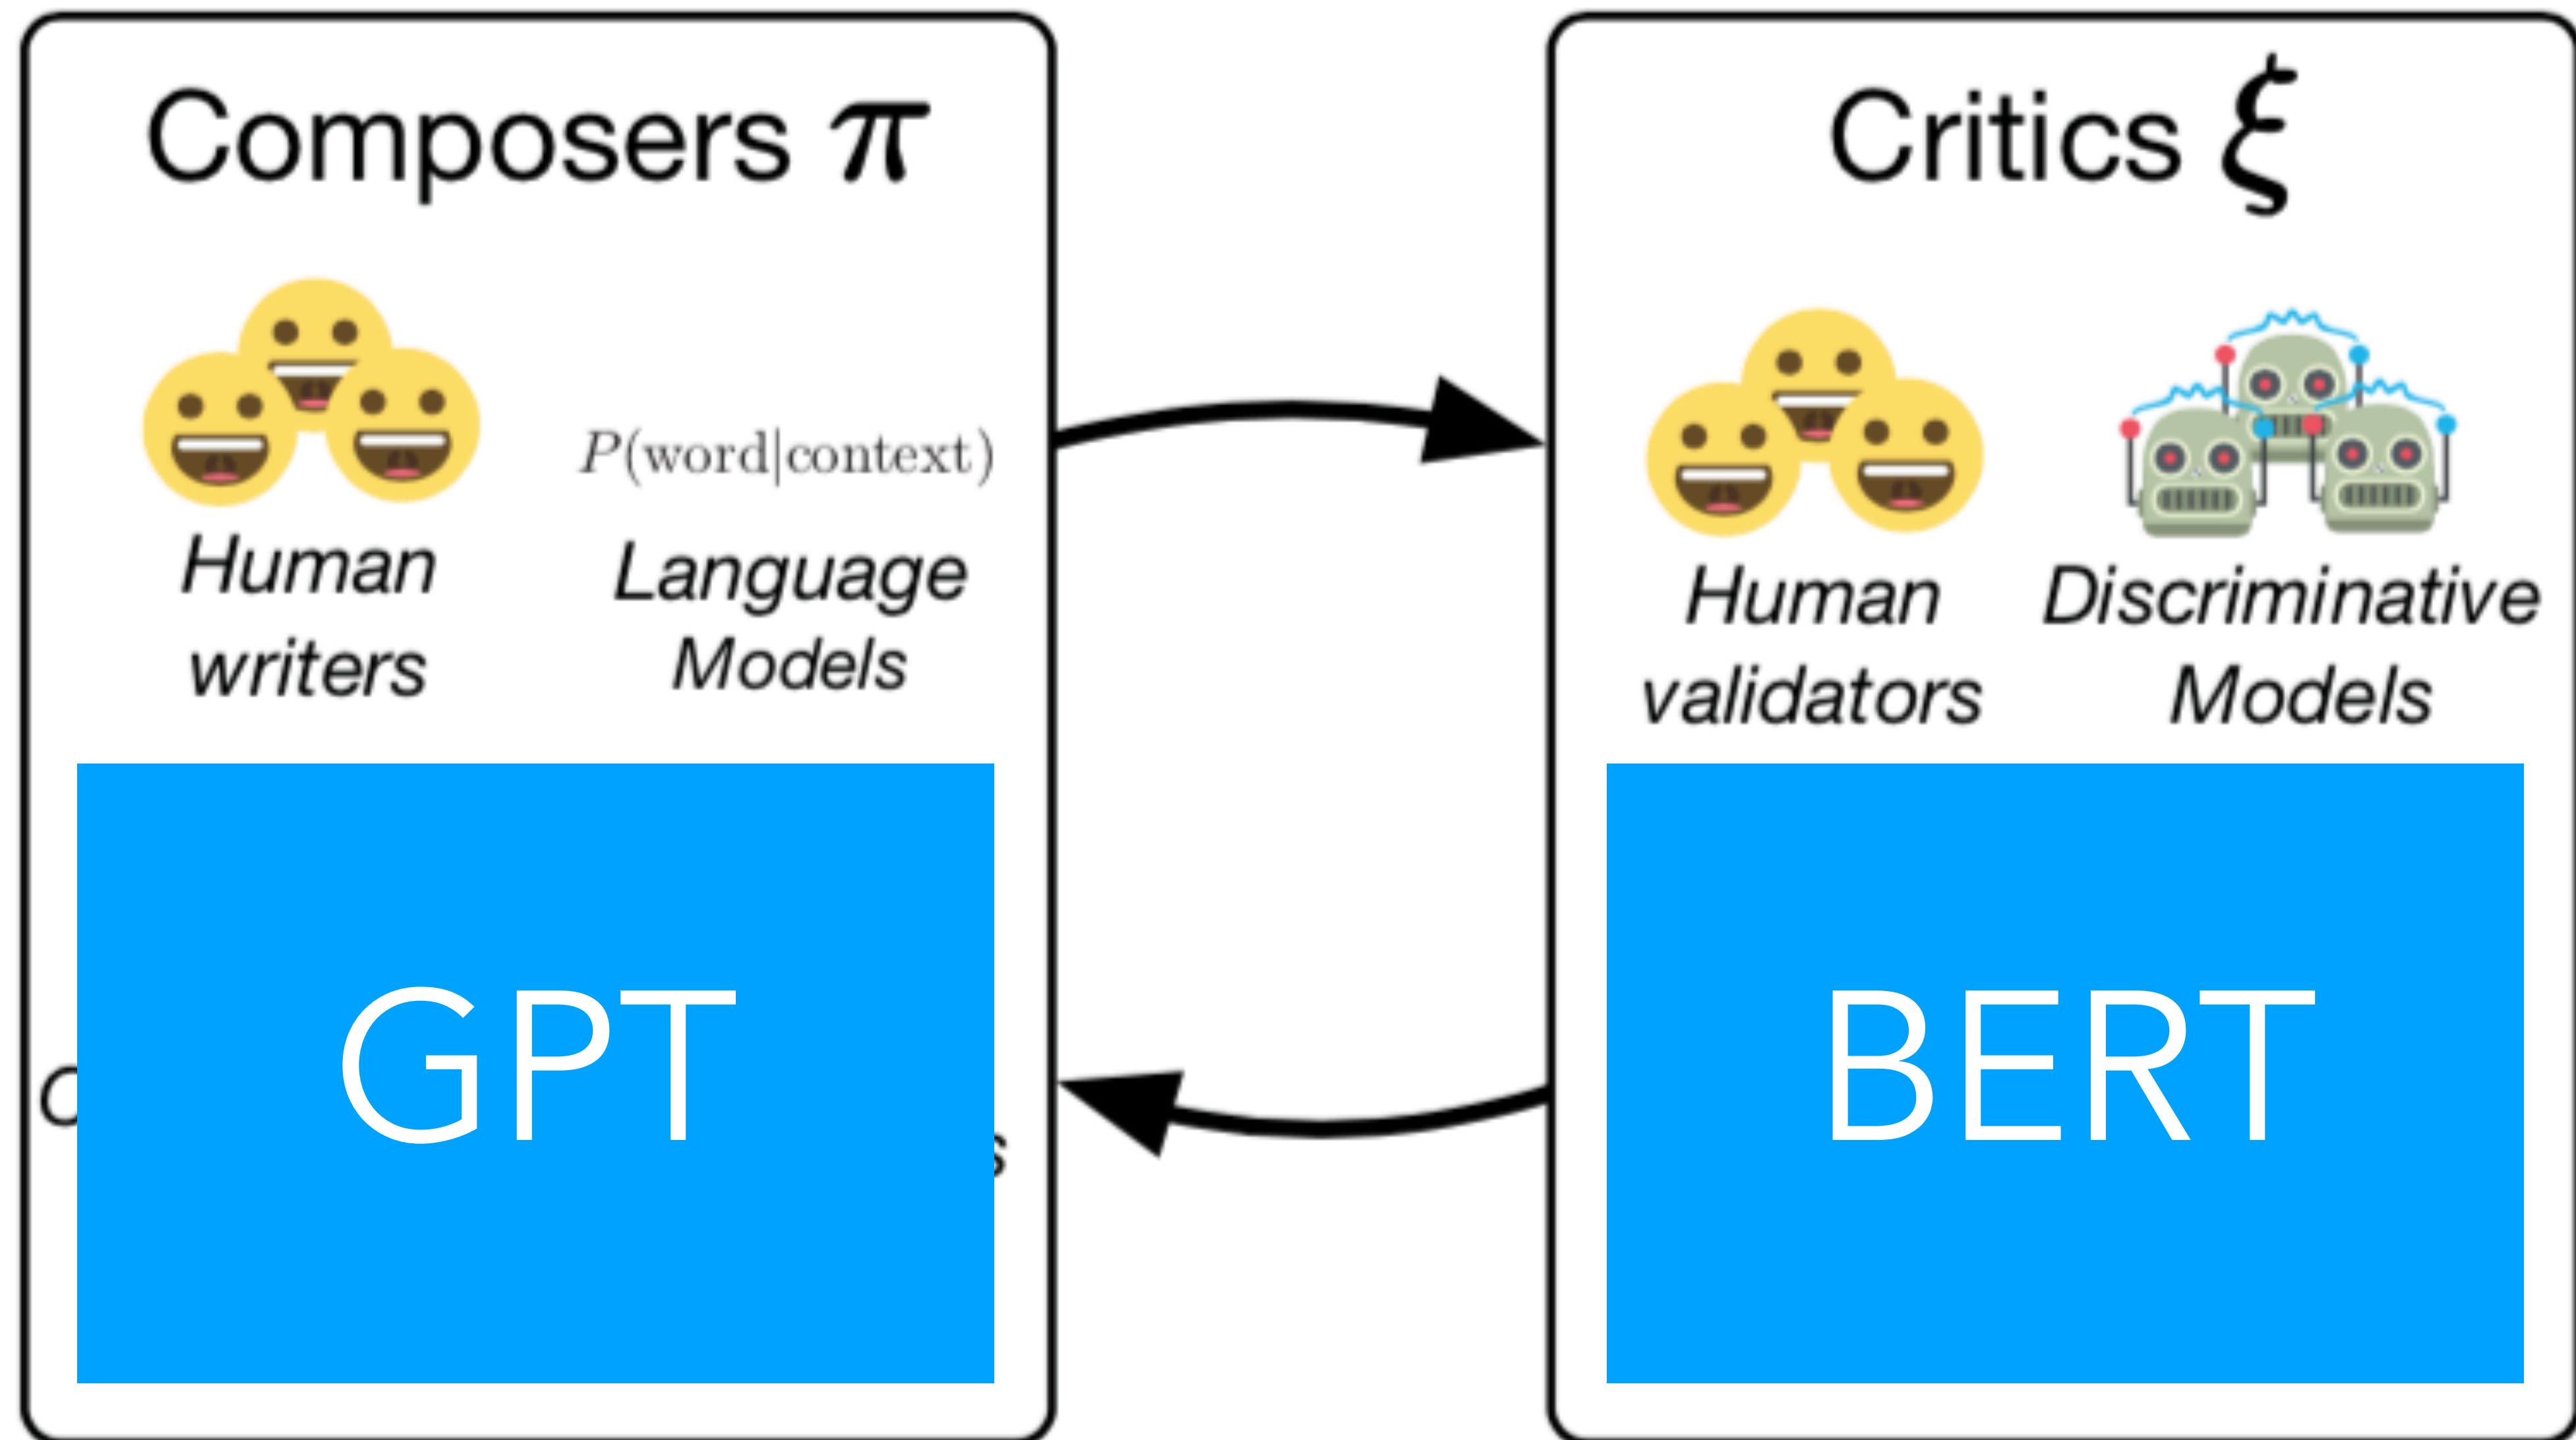 Composers π
P(word|context)
Human
writers
Language
Models
GPT
Critics ξ
Human
validators
Discriminative
Models
BERT